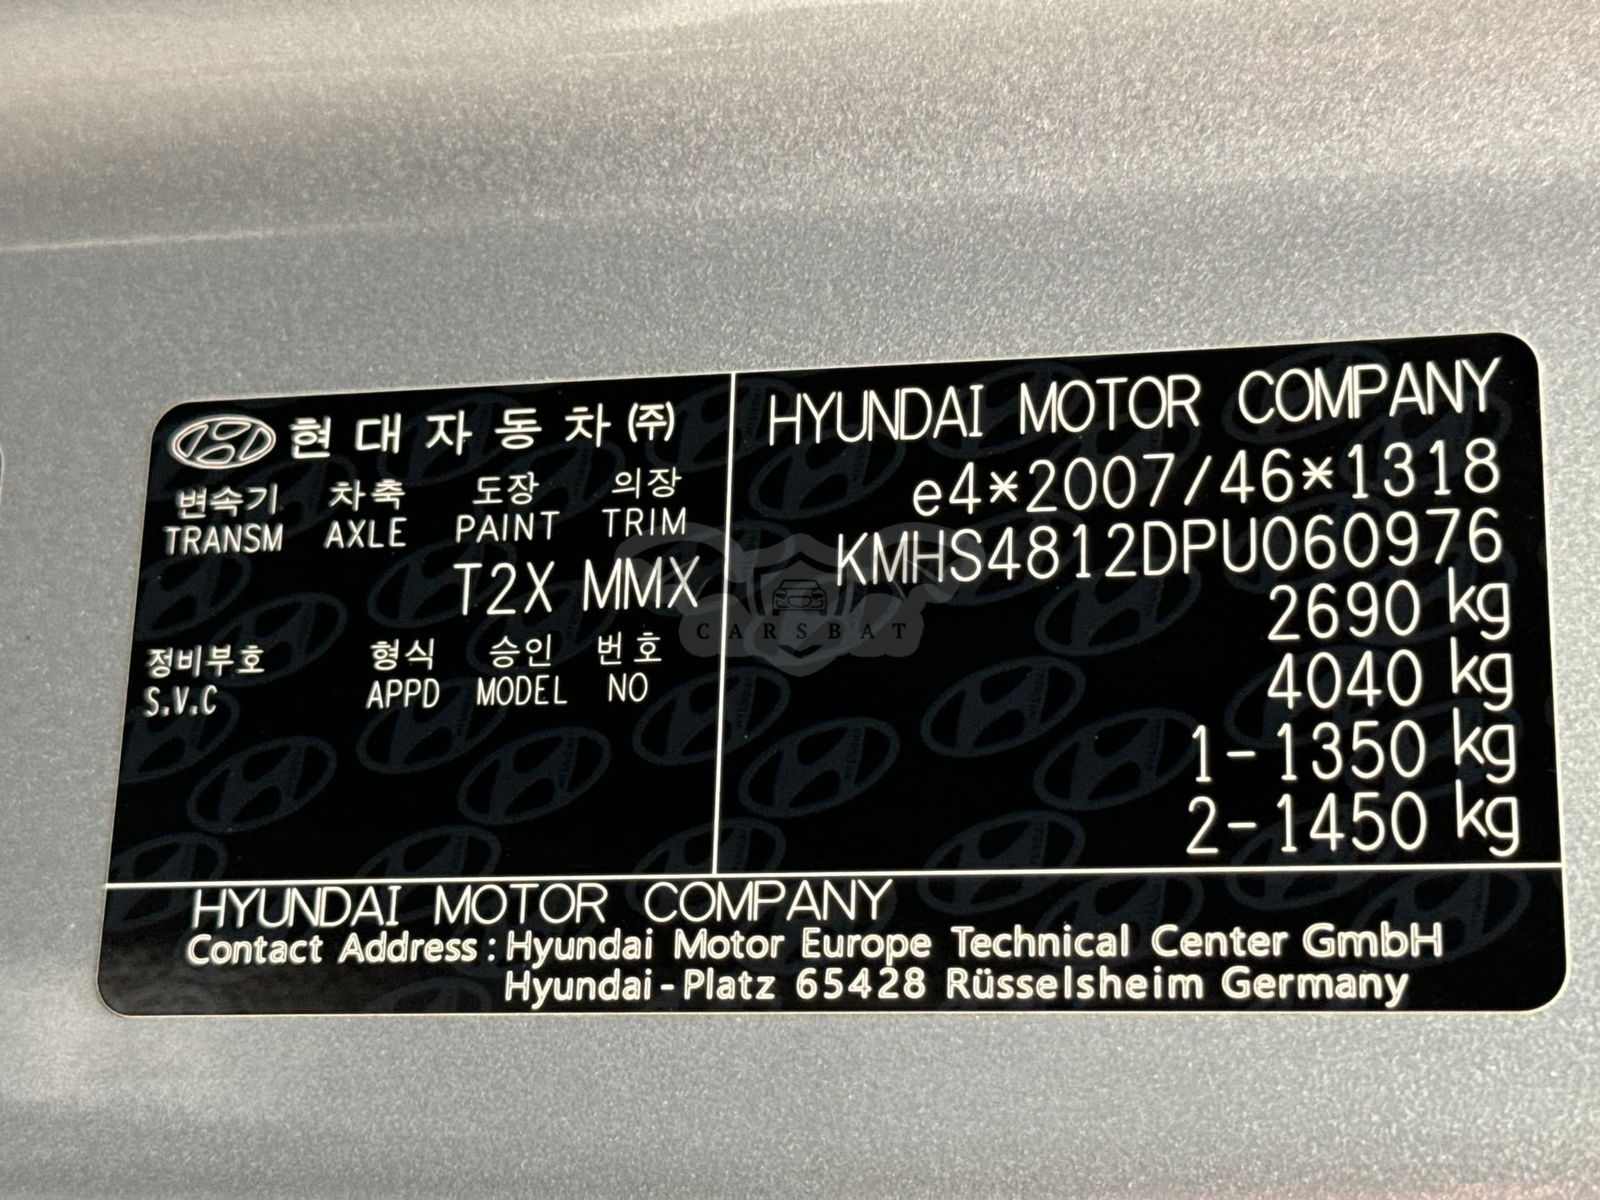 현대자동차(주)
변속기 차축 도장 의장
TRANSM AXLE PAINT TRIM
T2X MMX
정비부호 형식 승인 번호
S.V.C APPD MODEL NO
HYUNDAI MOTOR COMPANY
e4*2007/46*1318
KMHS4812DPU060976
2690 kg
4040 kg
1-1350 kg
2-1450 kg
CARSBAT
HYUNDAI MOTOR COMPANY
Contact Address : Hyundai Motor Europe Technical Center GmbH
Hyundai-Platz 65428 Rüsselsheim Germany